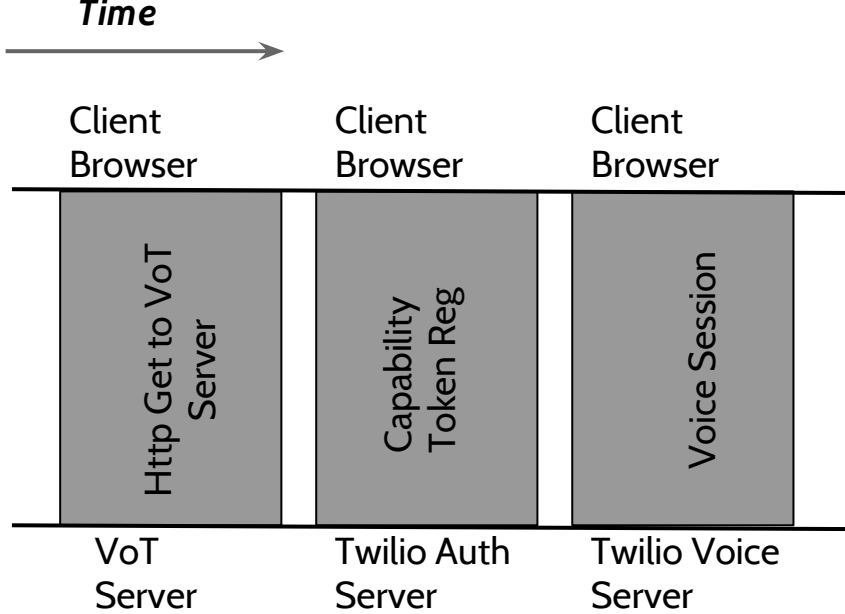 Time
Client
Browser
Client
Browser
Client
Browser
Http Get to VoT
Server
Capability
Token Reg
Voice Session
VoT
Server
Twilio Auth
Server
Twilio Voice
Server